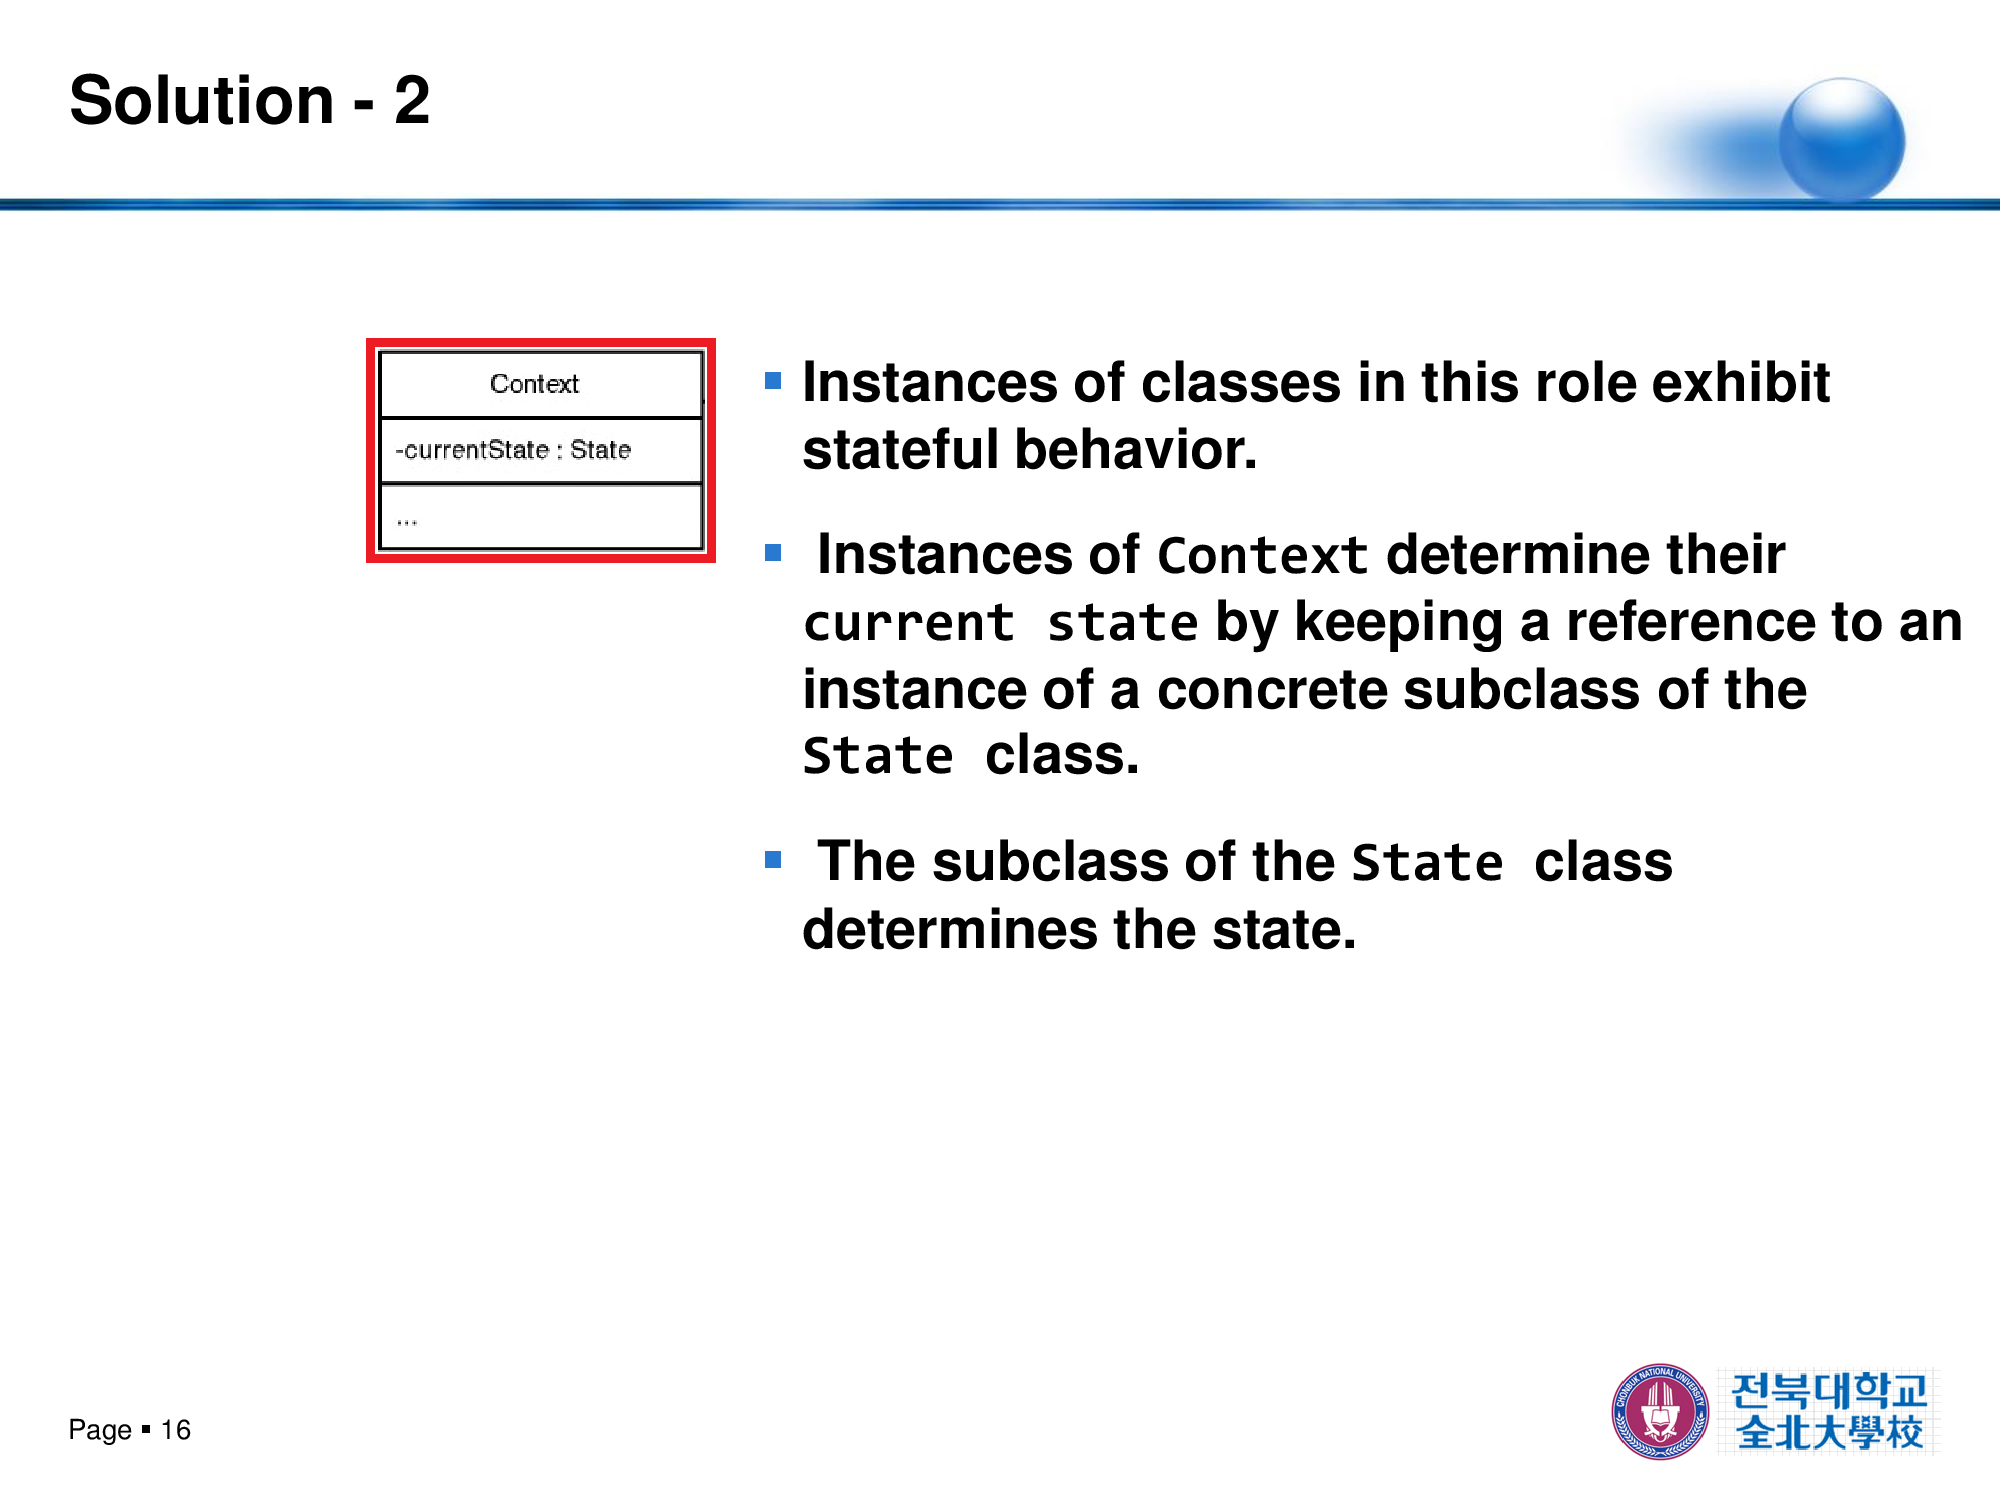 Solution - 2
Context
-currentState : State
...
Instances of classes in this role exhibit
stateful behavior.
Instances of Context determine their
current state by keeping a reference to an
instance of a concrete subclass of the
State class.
The subclass of the State class
determines the state.
Page ▪ 16
CHONBUK NATIONAL UNIVERSITY
전북대학교
全北大學校